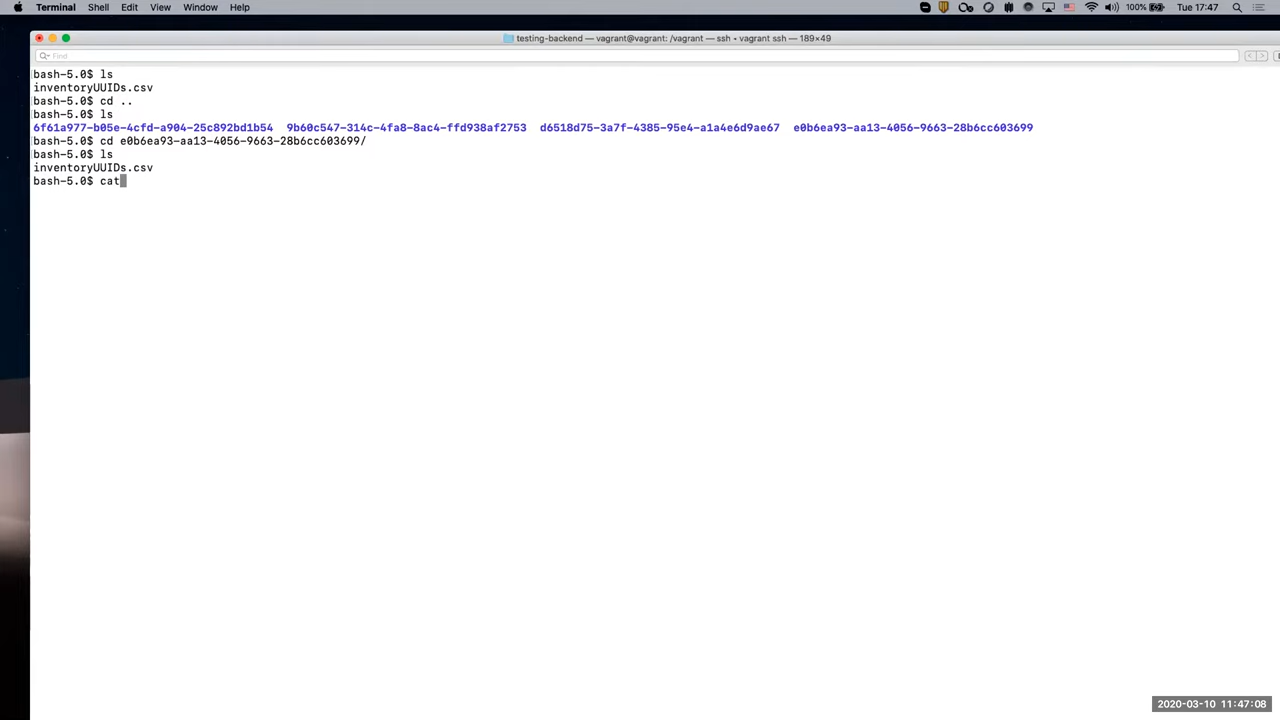 Terminal Shell Edit View Window Help 100% Tue 17:47
testing-backend — vagrant@vagrant: /vagrant — ssh • vagrant ssh — 189×49
Find
bash-5.0$ ls
inventoryUUIDs.csv
bash-5.0$ cd ..
bash-5.0$ ls
6f61a977-b05e-4cfd-a904-25c892bd1b54 9b60c547-314c-4fa8-8ac4-ffd938af2753 d6518d75-3a7f-4385-95e4-a1a4e6d9ae67 e0b6ea93-aa13-4056-9663-28b6cc603699
bash-5.0$ cd e0b6ea93-aa13-4056-9663-28b6cc603699/
bash-5.0$ ls
inventoryUUIDs.csv
bash-5.0$ cat
2020-03-10 11:47:08